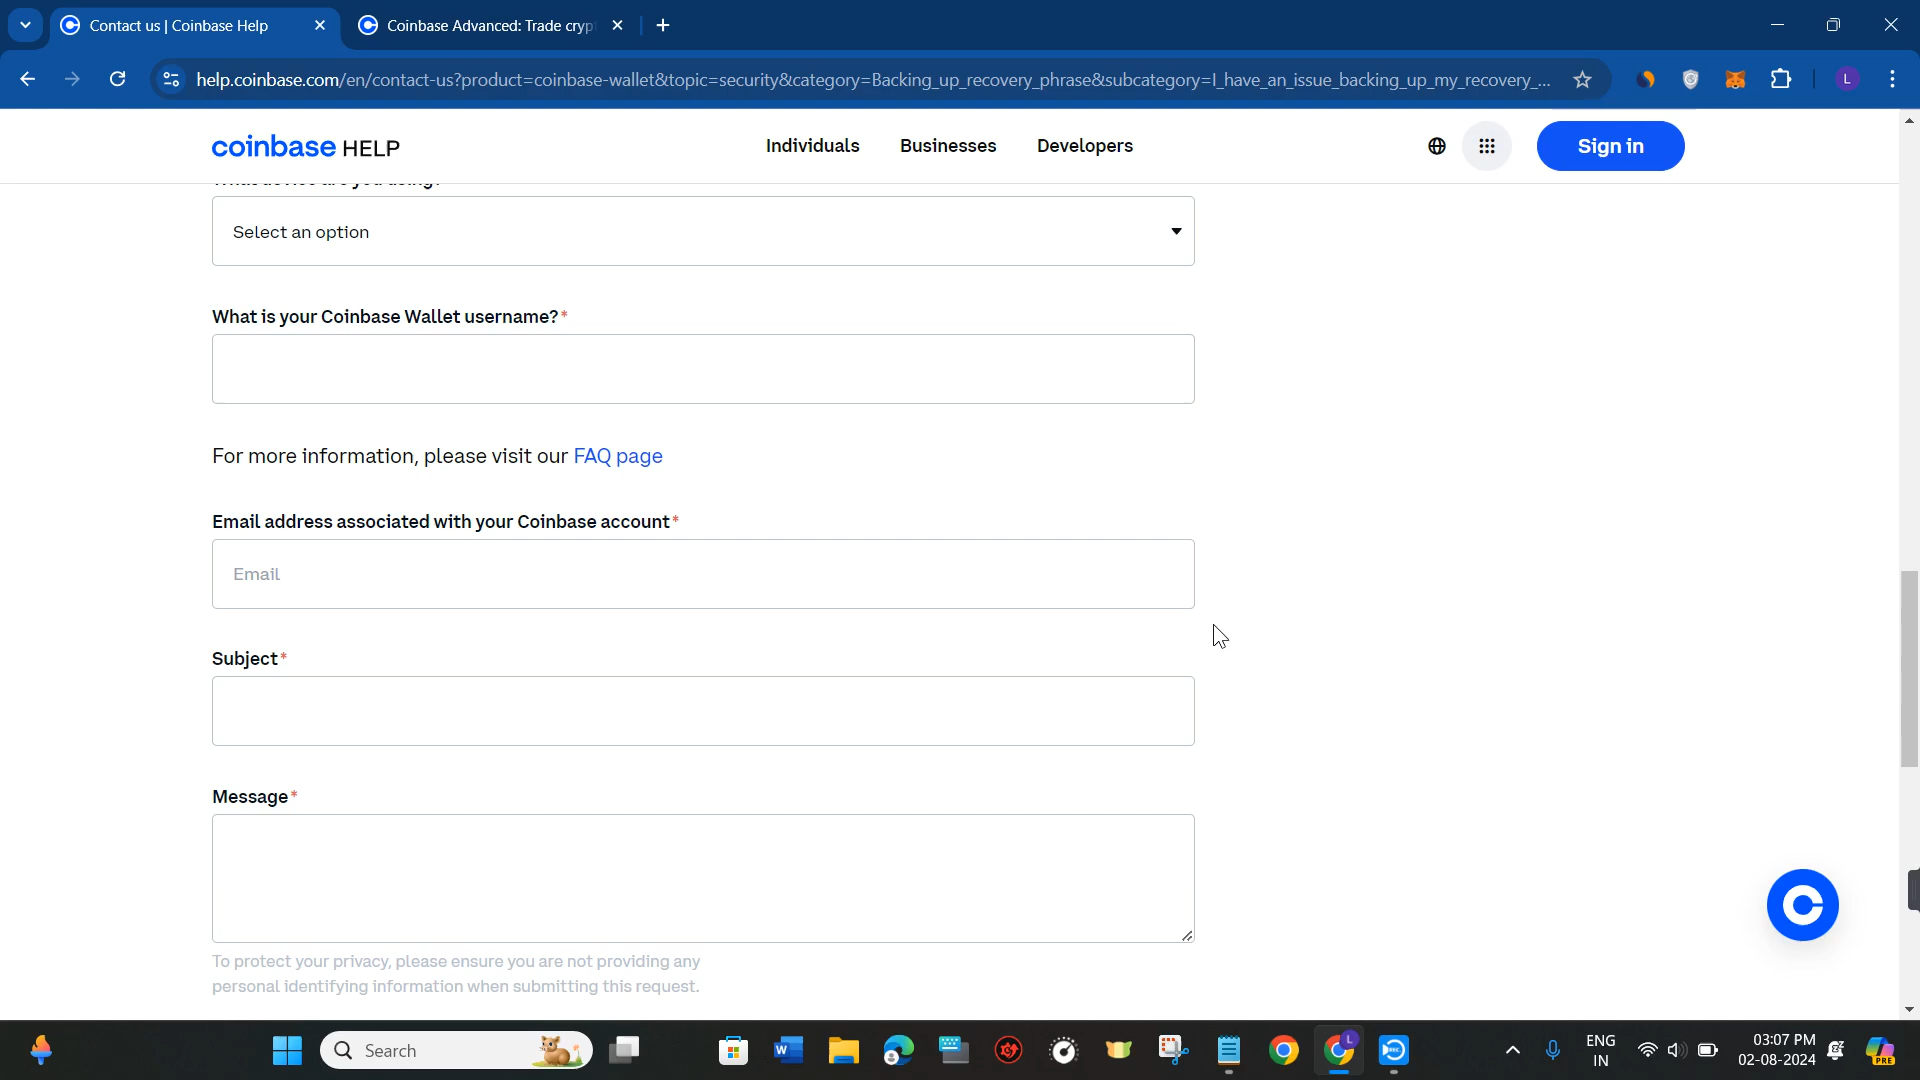 Contact us | Coinbase Help
Coinbase Advanced: Trade cryp
help.coinbase.com/en/contact-us?product=coinbase-wallet&topic=security&category=Backing_up_recovery_phrase&subcategory=I_have_an_issue_backing_up_my_recovery_...
L
coinbase HELP
Individuals
Businesses
Developers
Sign in
Select an option
What is your Coinbase Wallet username?*
For more information, please visit our FAQ page
Email address associated with your Coinbase account*
Email
Subject*
Message*
To protect your privacy, please ensure you are not providing any
personal identifying information when submitting this request.
Search
W
L
REC
ENG
IN
03:07 PM
02-08-2024
PRE